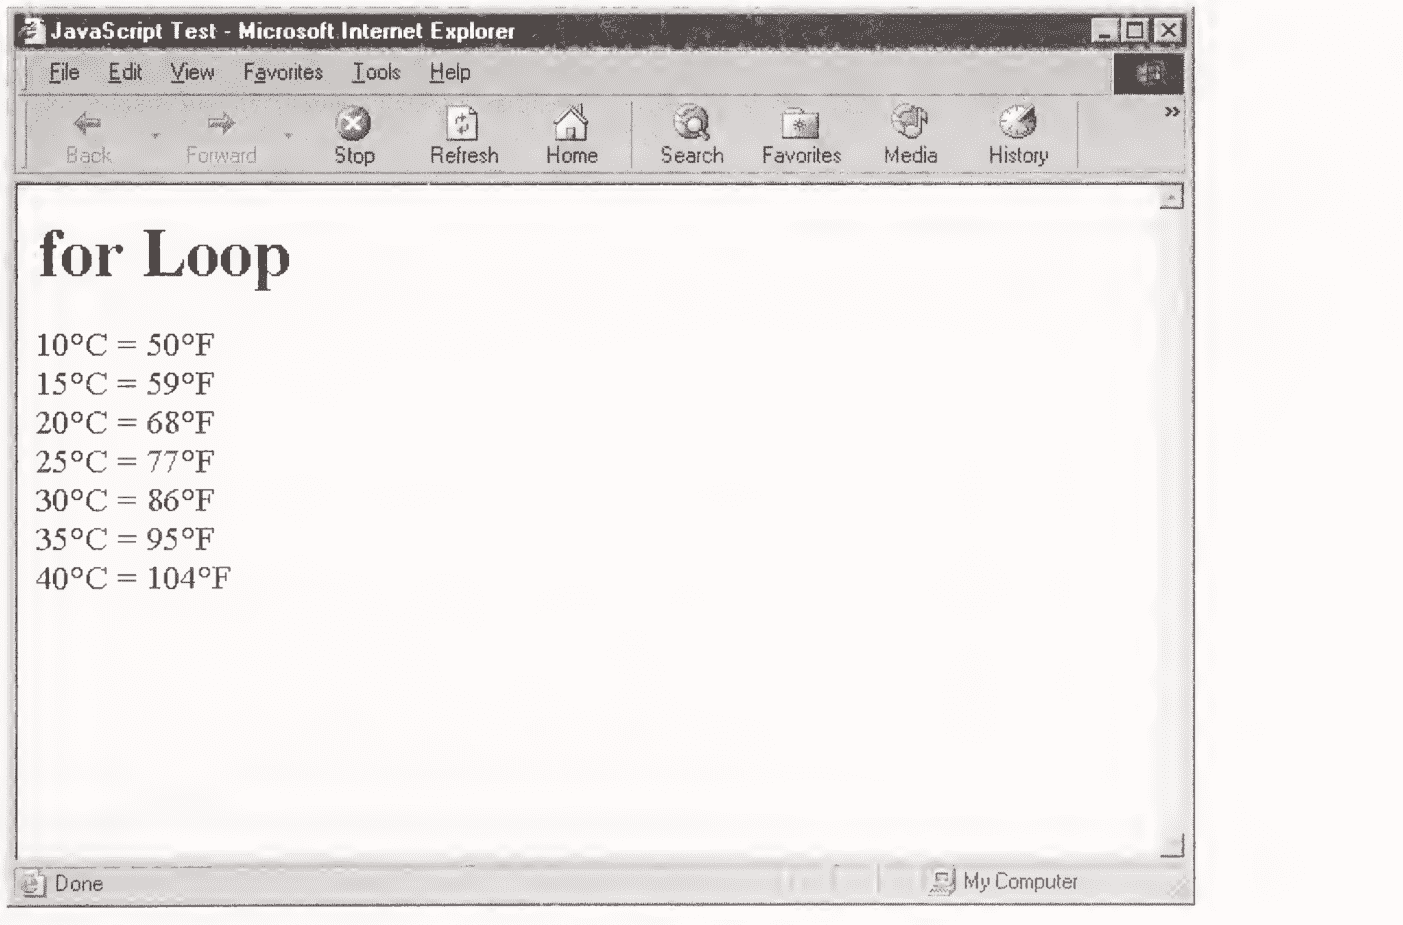 JavaScript Test - Microsoft Internet Explorer
File Edit View Favorites Tools Help
Back Forward Stop Refresh Home Search Favorites Media History »
for Loop
10°C = 50°F
15°C = 59°F
20°C = 68°F
25°C = 77°F
30°C = 86°F
35°C = 95°F
40°C = 104°F
Done My Computer